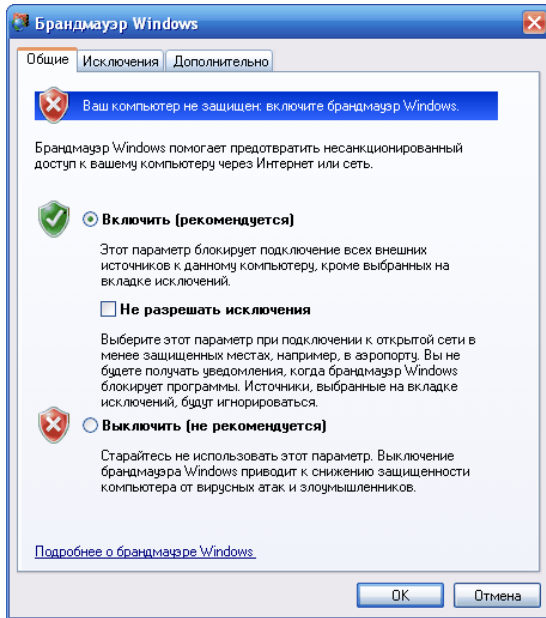 Брандмауэр Windows
Общие Исключения Дополнительно
Ваш компьютер не защищен: включите брандмауэр Windows.
Брандмауэр Windows помогает предотвратить несанкционированный
доступ к вашему компьютеру через Интернет или сеть.
Включить (рекомендуется)
Этот параметр блокирует подключение всех внешних
источников к данному компьютеру, кроме выбранных на
вкладке исключений.
Не разрешать исключения
Выберите этот параметр при подключении к открытой сети в
менее защищенных местах, например, в аэропорту. Вы не
будете получать уведомления, когда брандмауэр Windows
блокирует программы. Источники, выбранные на вкладке
исключений, будут игнорироваться.
Выключить (не рекомендуется)
Старайтесь не использовать этот параметр. Выключение
брандмауэра Windows приводит к снижению защищенности
компьютера от вирусных атак и злоумышленников.
Подробнее о брандмауэре Windows
OK Отмена